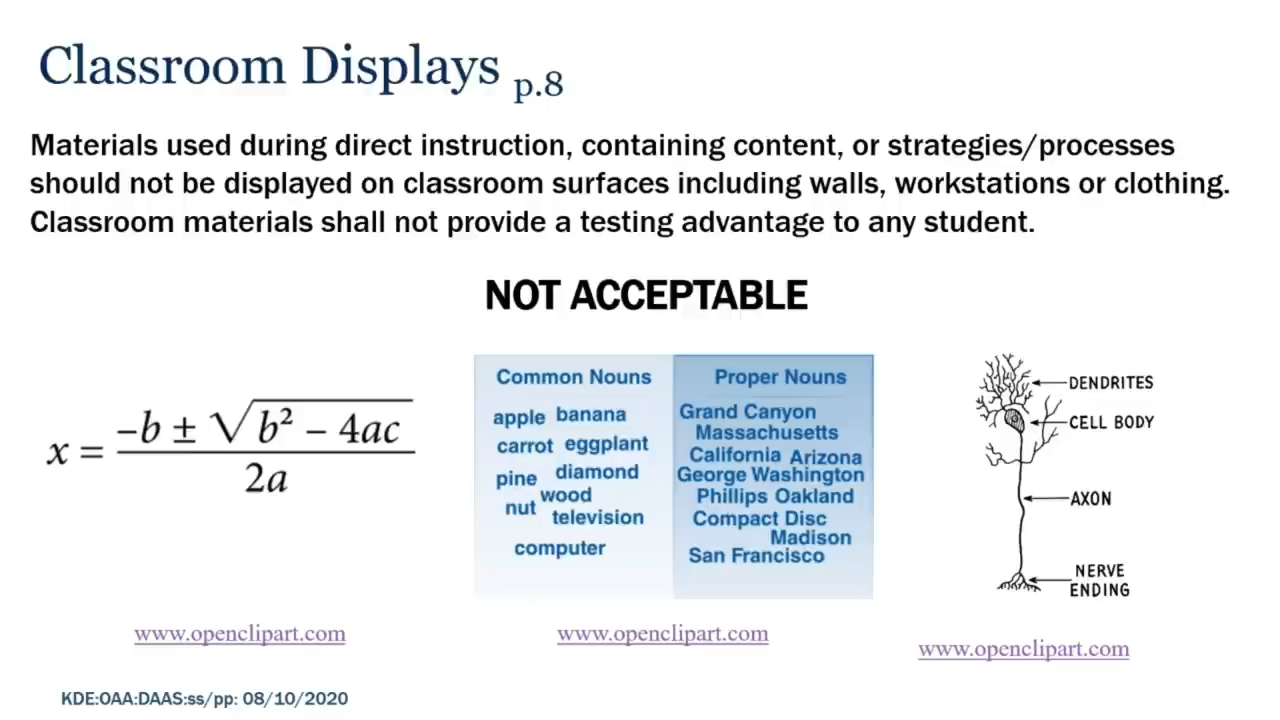 Classroom Displays p.8
Materials used during direct instruction, containing content, or strategies/processes
should not be displayed on classroom surfaces including walls, workstations or clothing.
Classroom materials shall not provide a testing advantage to any student.
NOT ACCEPTABLE
x = (–b ± √(b² – 4ac)) / 2a
Common Nouns
apple banana
carrot eggplant
pine diamond
nut wood
television
computer
Proper Nouns
Grand Canyon
Massachusetts
California Arizona
George Washington
Phillips Oakland
Compact Disc
Madison
San Francisco
DENDRITES
CELL BODY
AXON
NERVE
ENDING
www.openclipart.com
www.openclipart.com
www.openclipart.com
KDE:OAA:DAAS:ss/pp: 08/10/2020